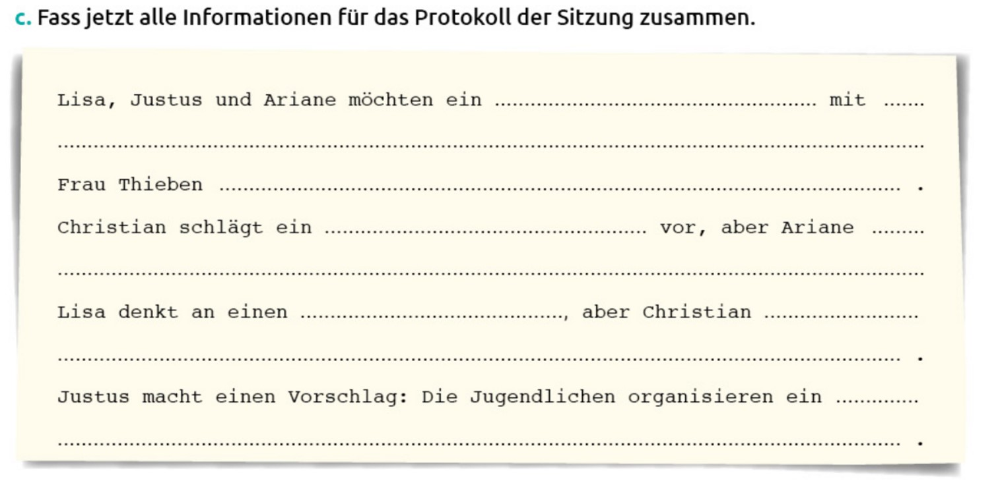 c. Fass jetzt alle Informationen für das Protokoll der Sitzung zusammen.
Lisa, Justus und Ariane möchten ein ................................................ mit .......
................................................................................................
Frau Thieben ................................................................................ .
Christian schlägt ein ................................................ vor, aber Ariane .........
................................................................................................
Lisa denkt an einen ........................................, aber Christian ........................
................................................................................................ .
Justus macht einen Vorschlag: Die Jugendlichen organisieren ein ..............
................................................................................................ .